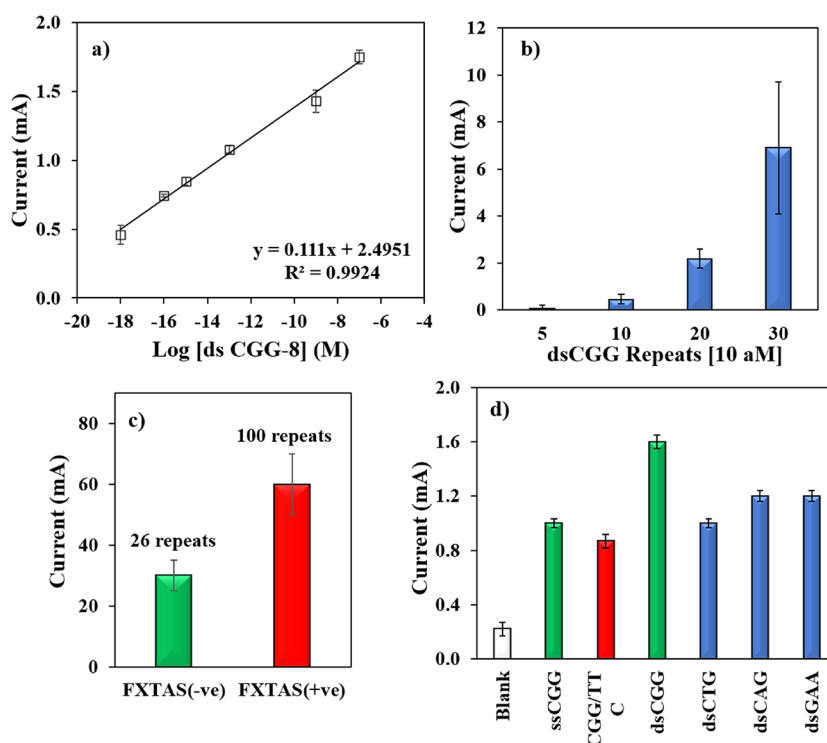 a)
Current (mA)
2.0
1.5
1.0
0.5
0.0
y = 0.111x + 2.4951
R² = 0.9924
-20 -18 -16 -14 -12 -10 -8 -6 -4
Log [ds CGG-8] (M)
b)
Current (mA)
12
10
8
6
4
2
0
5 10 20 30
dsCGG Repeats [10 aM]
c)
Current (mA)
80
60
40
20
0
26 repeats
100 repeats
FXTAS(-ve) FXTAS(+ve)
d)
Current (mA)
2.0
1.6
1.2
0.8
0.4
0.0
Blank
ssCGG
CGG/TT
C
dsCGG
dsCTG
dsCAG
dsGAA